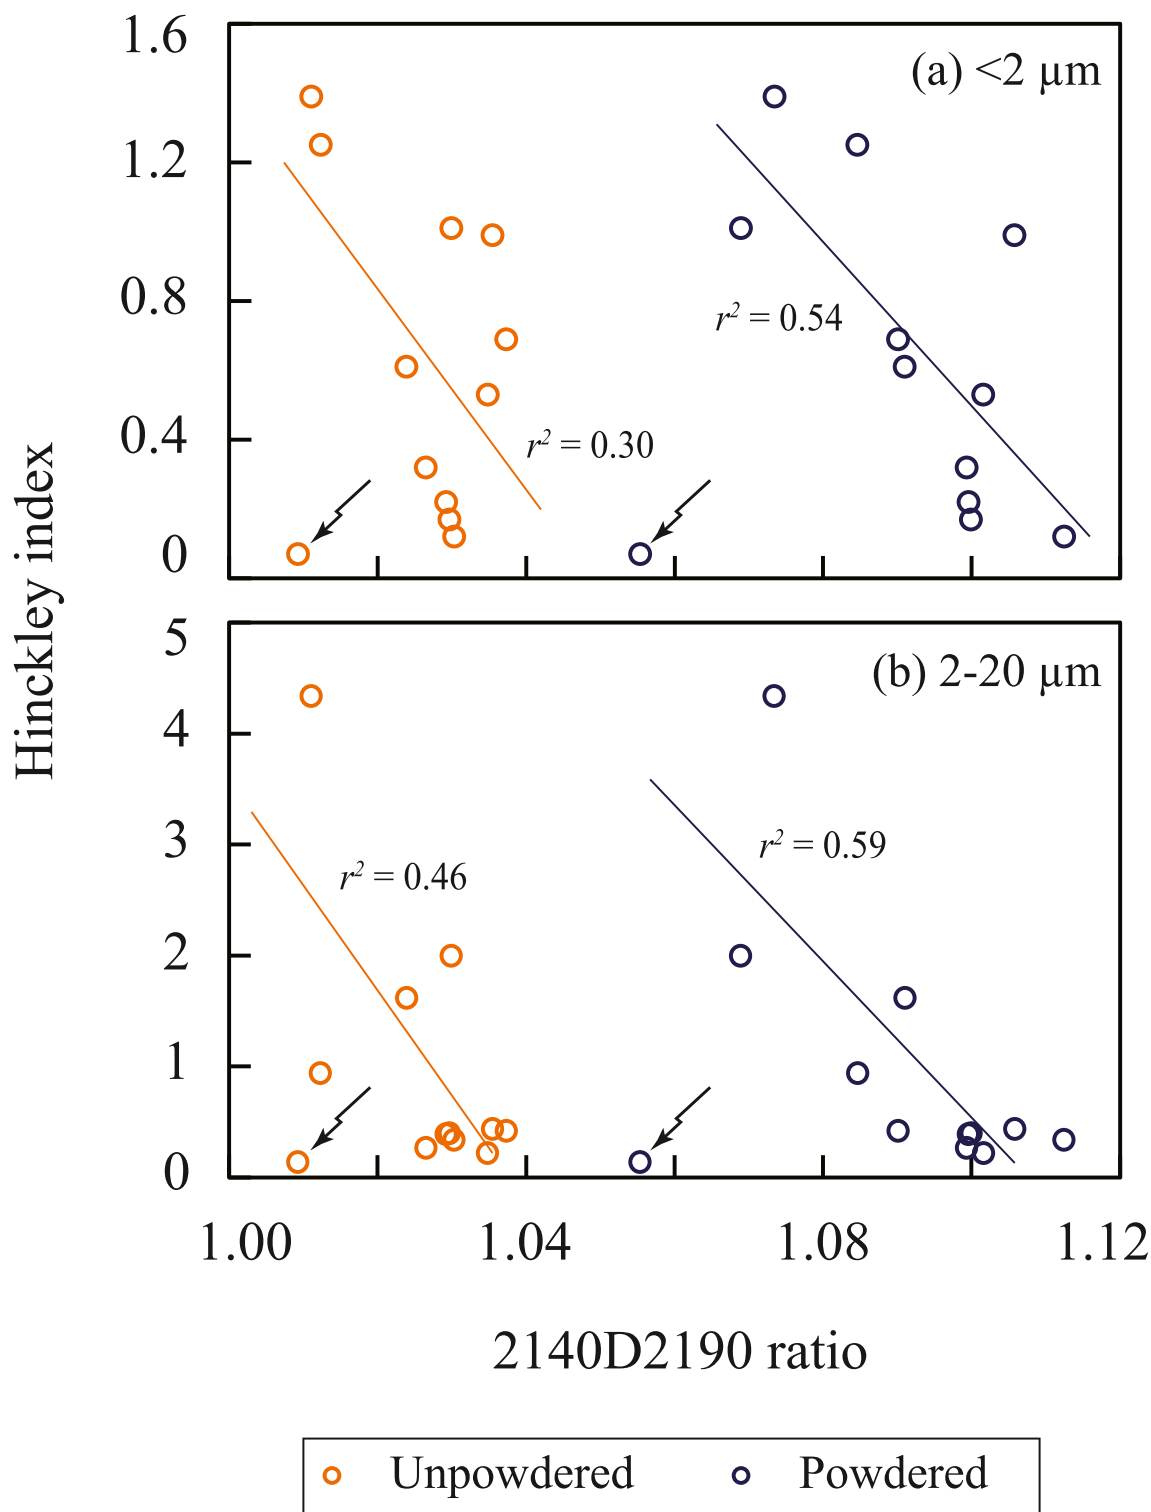 Hinckley index
1.6
1.2
0.8
0.4
0
(a) <2 µm
r² = 0.54
r² = 0.30
5
4
3
2
1
0
(b) 2-20 µm
r² = 0.59
r² = 0.46
1.00 1.04 1.08 1.12
2140D2190 ratio
Unpowdered Powdered